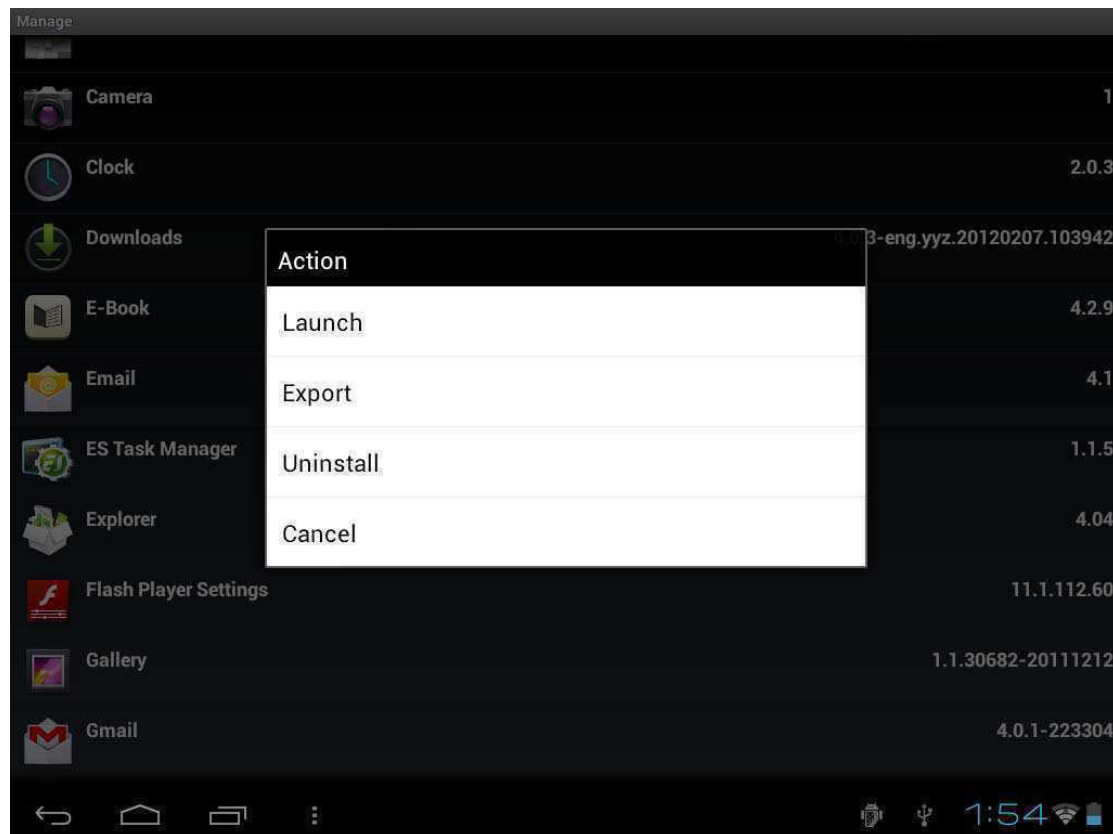 Manage
Camera 1
Clock 2.0.3
Downloads 4.0.3-eng.yyz.20120207.103942
Action
E-Book 4.2.9
Launch
Email 4.1
Export
ES Task Manager 1.1.5
Uninstall
Explorer 4.04
Cancel
Flash Player Settings 11.1.112.60
Gallery 1.1.30682-20111212
Gmail 4.0.1-223304
1:54